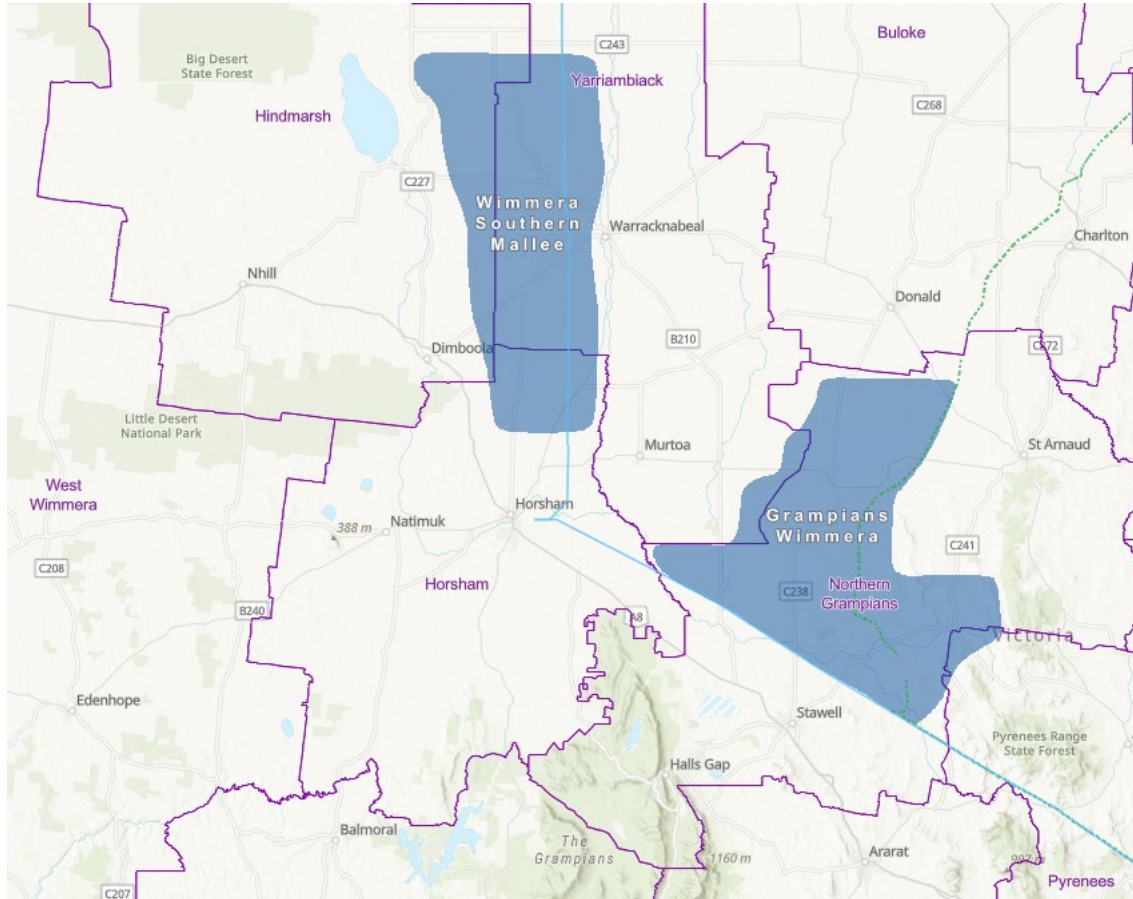 Big Desert
State Forest
C243
Buloke
Yarriambiack
Hindmarsh
C268
C227
Wimmera
Southern
Mallee
Warracknabeal
Charlton
Nhill
Donald
B210
C272
Dimboola
Little Desert
National Park
Murtoa
St Arnaud
West
Wimmera
Horsham
388 m
Natimuk
Grampians
Wimmera
C241
C208
Horsham
C238
Northern
Grampians
B240
A8
Victoria
Edenhope
Stawell
Pyrenees Range
State Forest
Halls Gap
Balmoral
The
Grampians
1160 m
Ararat
C207
Pyrenees